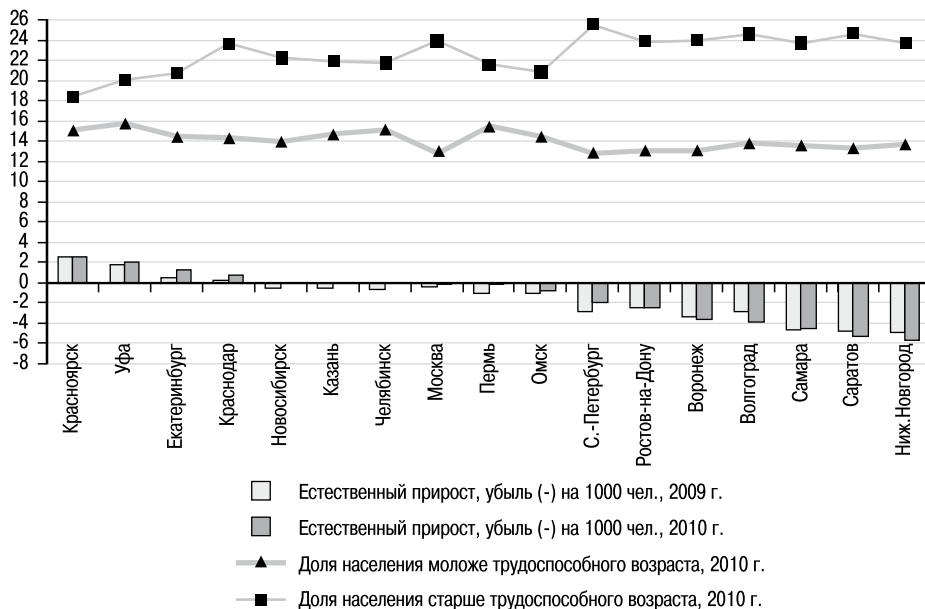 26
24
22
20
18
16
14
12
10
8
6
4
2
0
-2
-4
-6
-8
Красноярск
Уфа
Екатеринбург
Краснодар
Новосибирск
Казань
Челябинск
Москва
Пермь
Омск
С.-Петербург
Ростов-на-Дону
Воронеж
Волгоград
Самара
Саратов
Ниж.Новгород
Естественный прирост, убыль (-) на 1000 чел., 2009 г.
Естественный прирост, убыль (-) на 1000 чел., 2010 г.
Доля населения моложе трудоспособного возраста, 2010 г.
Доля населения старше трудоспособного возраста, 2010 г.